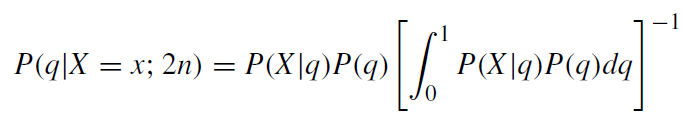 P(q|X = x; 2n) = P(X|q)P(q) [ ∫₀¹ P(X|q)P(q)dq ]⁻¹